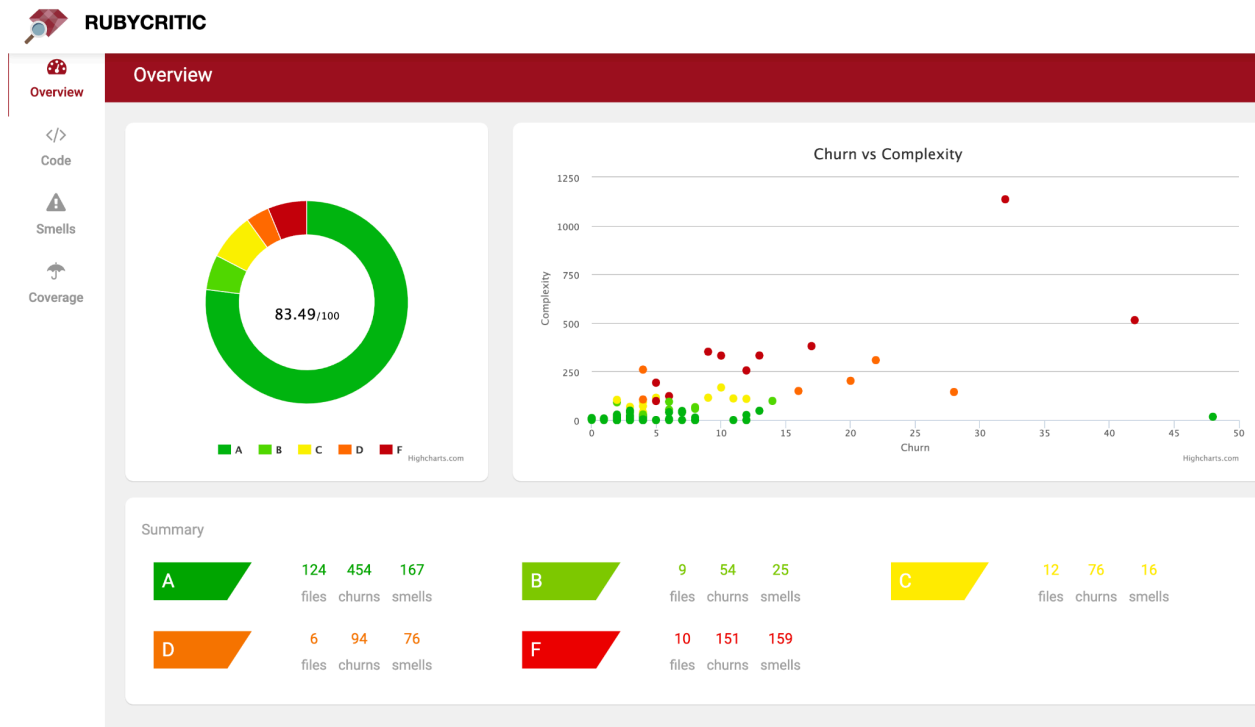 RUBYCRITIC
Overview
Code
Smells
Coverage
Overview
83.49/100
A B C D F
Highcharts.com
Churn vs Complexity
Complexity
1250
1000
750
500
250
0
0 5 10 15 20 25 30 35 40 45 50
Churn
Highcharts.com
Summary
A
124 454 167
files churns smells
B
9 54 25
files churns smells
C
12 76 16
files churns smells
D
6 94 76
files churns smells
F
10 151 159
files churns smells